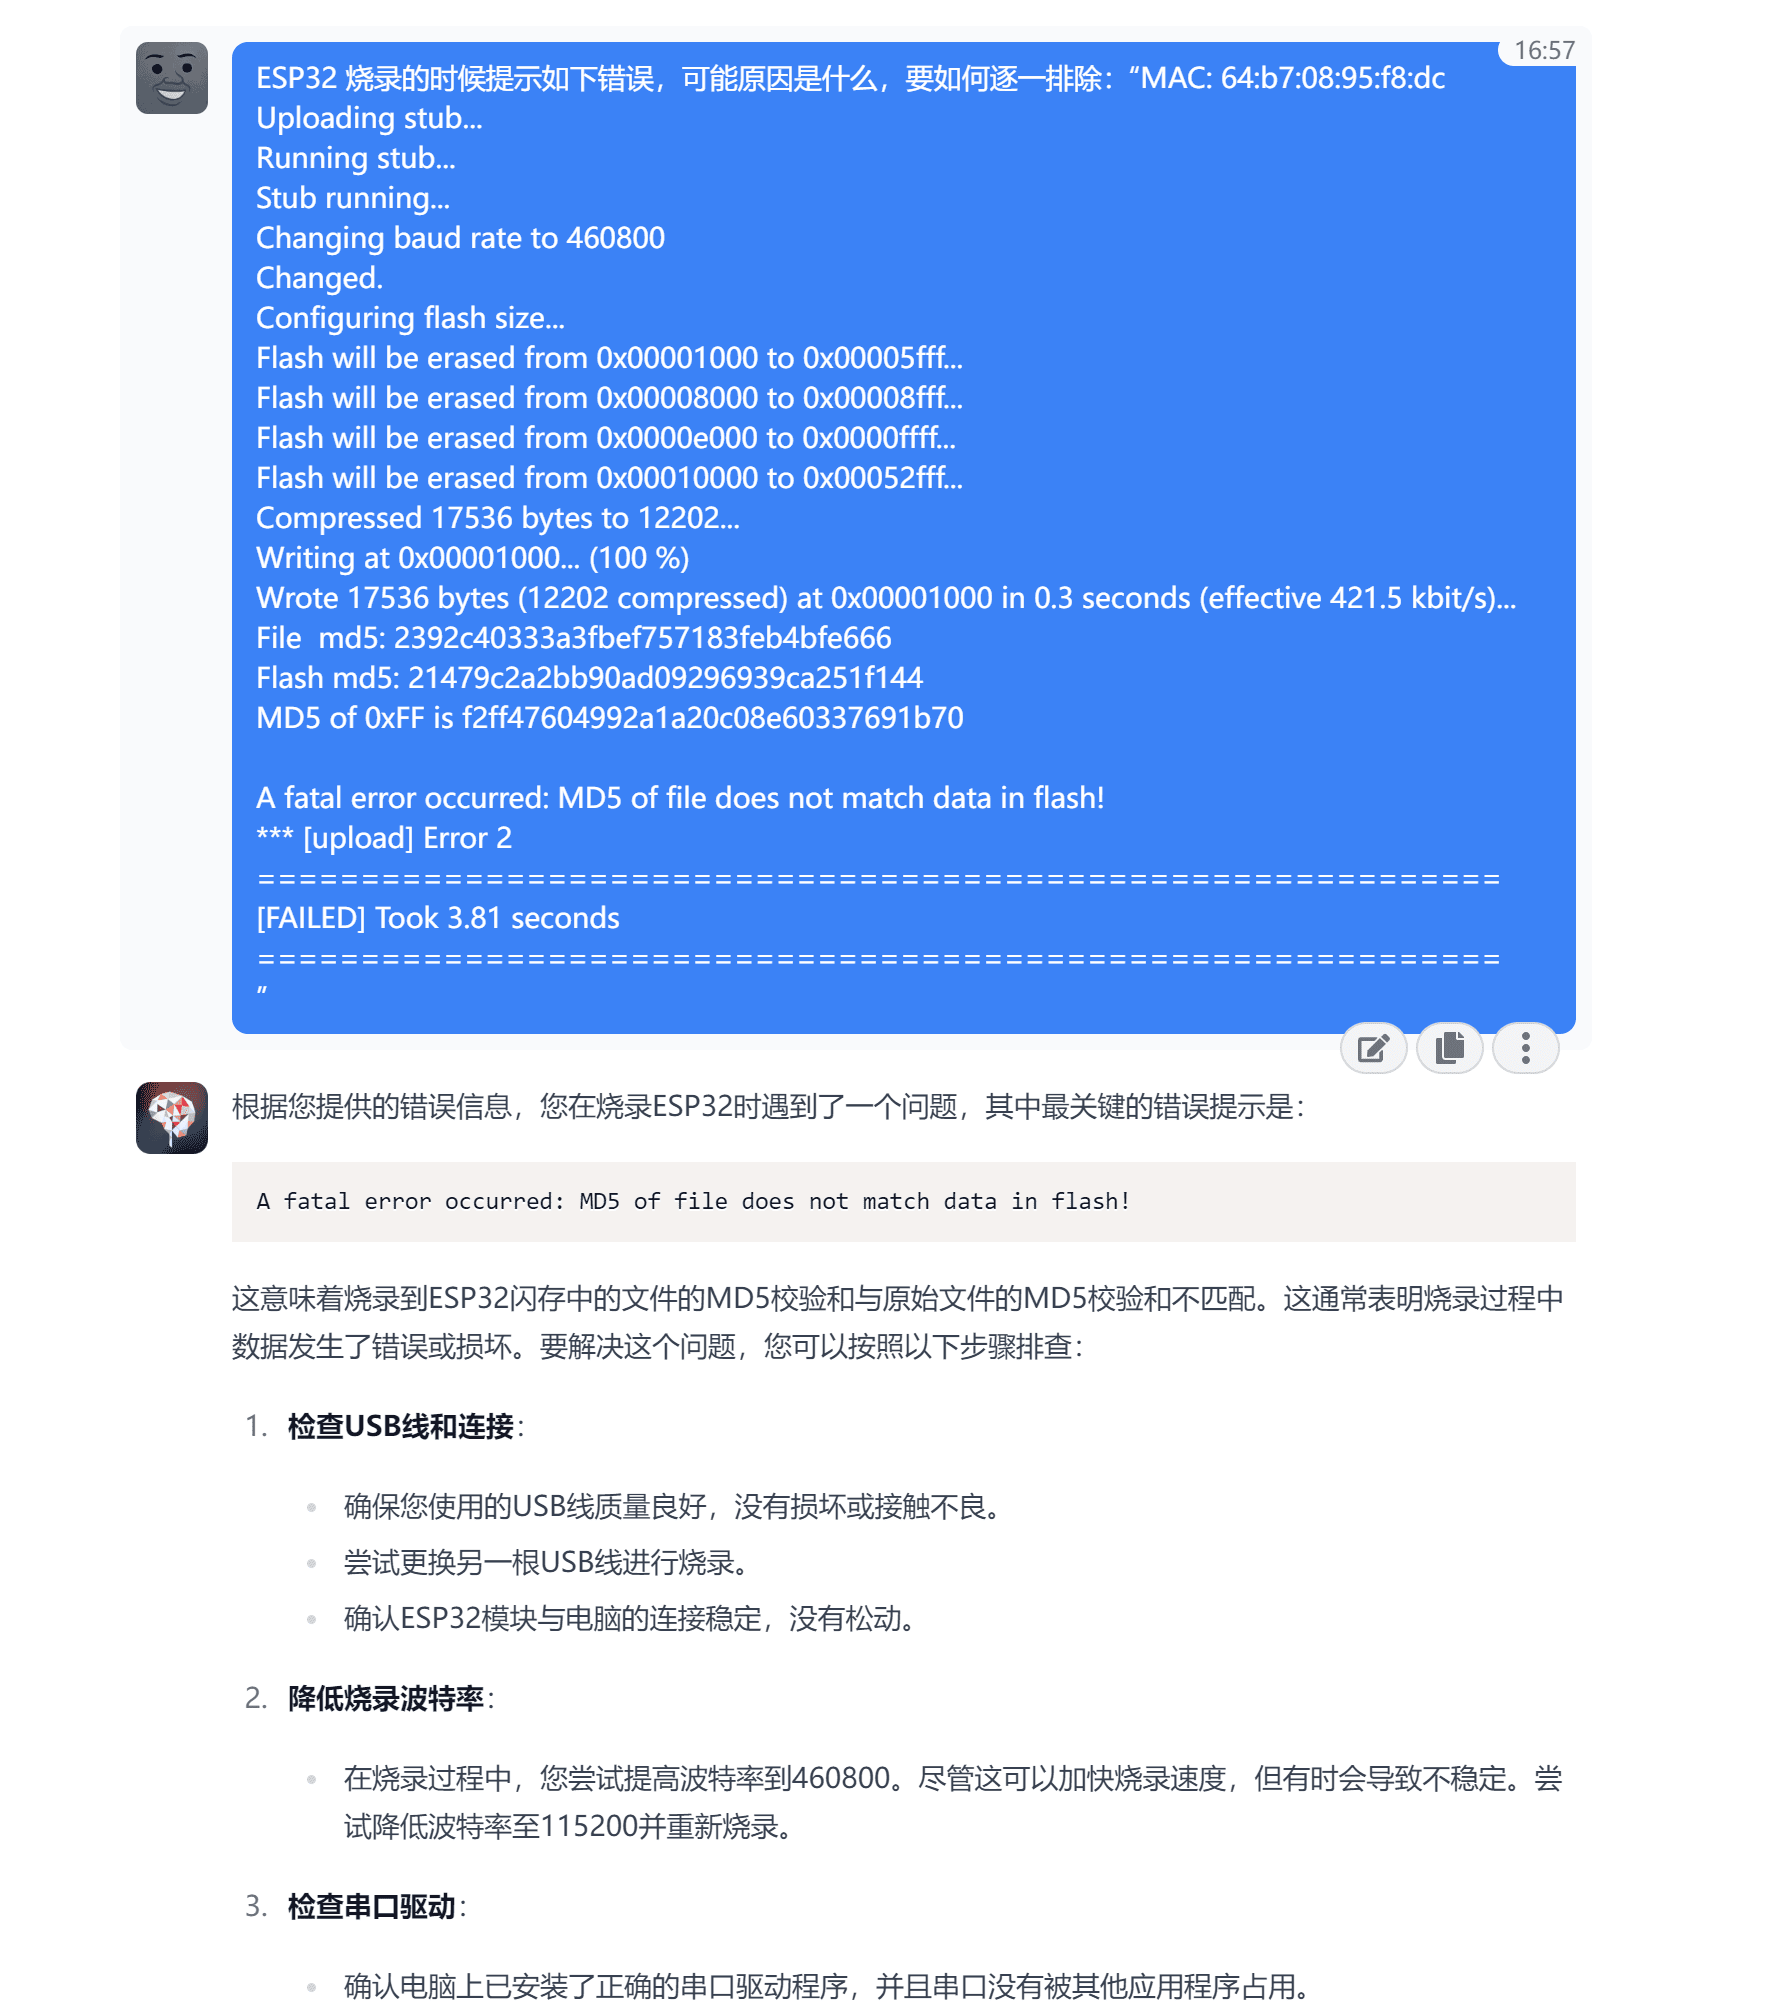 16:57
ESP32 烧录的时候提示如下错误，可能原因是什么，要如何逐一排除：“MAC: 64:b7:08:95:f8:dc
Uploading stub...
Running stub...
Stub running...
Changing baud rate to 460800
Changed.
Configuring flash size...
Flash will be erased from 0x00001000 to 0x00005fff...
Flash will be erased from 0x00008000 to 0x00008fff...
Flash will be erased from 0x0000e000 to 0x0000ffff...
Flash will be erased from 0x00010000 to 0x00052fff...
Compressed 17536 bytes to 12202...
Writing at 0x00001000... (100 %)
Wrote 17536 bytes (12202 compressed) at 0x00001000 in 0.3 seconds (effective 421.5 kbit/s)...
File  md5: 2392c40333a3fbef757183feb4bfe666
Flash md5: 21479c2a2bb90ad09296939ca251f144
MD5 of 0xFF is f2ff47604992a1a20c08e60337691b70
A fatal error occurred: MD5 of file does not match data in flash!
*** [upload] Error 2
============================================================
[FAILED] Took 3.81 seconds
============================================================
”
根据您提供的错误信息，您在烧录ESP32时遇到了一个问题，其中最关键的错误提示是：
A fatal error occurred: MD5 of file does not match data in flash!
这意味着烧录到ESP32闪存中的文件的MD5校验和与原始文件的MD5校验和不匹配。这通常表明烧录过程中
数据发生了错误或损坏。要解决这个问题，您可以按照以下步骤排查：
1. 检查USB线和连接：
• 确保您使用的USB线质量良好，没有损坏或接触不良。
• 尝试更换另一根USB线进行烧录。
• 确认ESP32模块与电脑的连接稳定，没有松动。
2. 降低烧录波特率：
• 在烧录过程中，您尝试提高波特率到460800。尽管这可以加快烧录速度，但有时会导致不稳定。尝
试降低波特率至115200并重新烧录。
3. 检查串口驱动：
• 确认电脑上已安装了正确的串口驱动程序，并且串口没有被其他应用程序占用。